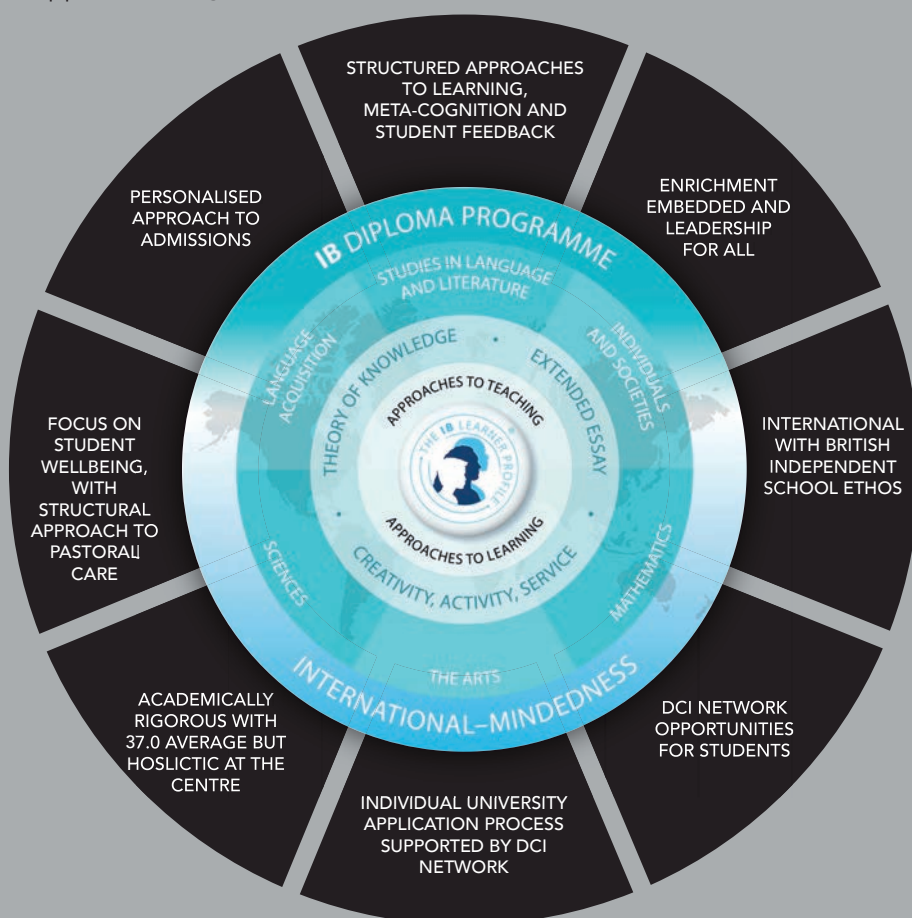 STRUCTURED APPROACHES
TO LEARNING,
META-COGNITION AND
STUDENT FEEDBACK
ENRICHMENT
EMBEDDED AND
LEADERSHIP
FOR ALL
INTERNATIONAL
WITH BRITISH
INDEPENDENT
SCHOOL ETHOS
DCI NETWORK
OPPORTUNITIES
FOR STUDENTS
INDIVIDUAL UNIVERSITY
APPLICATION PROCESS
SUPPORTED BY DCI
NETWORK
ACADEMICALLY
RIGOROUS WITH
37.0 AVERAGE BUT
HOSLICTIC AT THE
CENTRE
FOCUS ON
STUDENT
WELLBEING,
WITH
STRUCTURAL
APPROACH TO
PASTORAL
CARE
PERSONALISED
APPROACH TO
ADMISSIONS
IB DIPLOMA PROGRAMME
STUDIES IN LANGUAGE
AND LITERATURE
INDIVIDUALS
AND SOCIETIES
MATHEMATICS
THE ARTS
SCIENCES
LANGUAGE
ACQUISITION
THEORY OF KNOWLEDGE
EXTENDED ESSAY
CREATIVITY, ACTIVITY, SERVICE
APPROACHES TO TEACHING
THE IB LEARNER PROFILE
APPROACHES TO LEARNING
INTERNATIONAL–MINDEDNESS